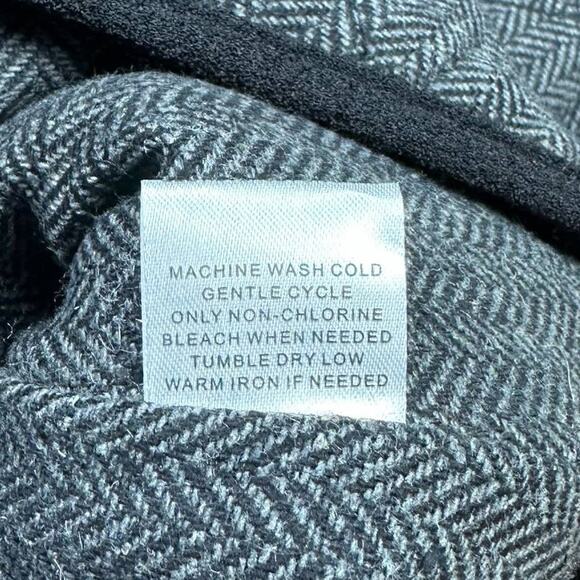 MACHINE WASH COLD
GENTLE CYCLE
ONLY NON-CHLORINE
BLEACH WHEN NEEDED
TUMBLE DRY LOW
WARM IRON IF NEEDED